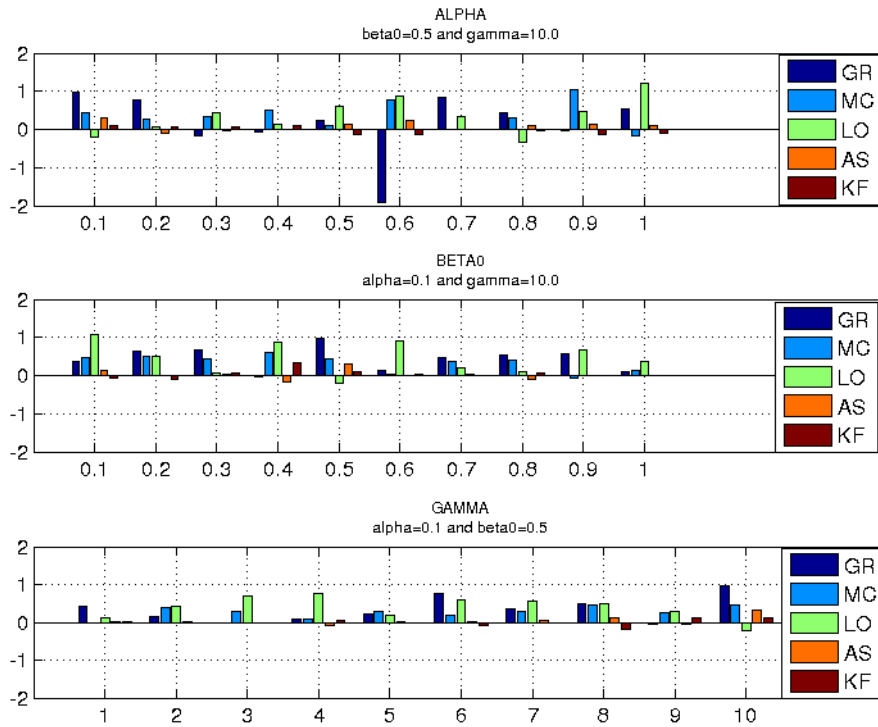 ALPHA
beta0=0.5 and gamma=10.0
2
1
0
-1
-2
0.1 0.2 0.3 0.4 0.5 0.6 0.7 0.8 0.9 1
GR
MC
LO
AS
KF
BETA0
alpha=0.1 and gamma=10.0
2
1
0
-1
-2
0.1 0.2 0.3 0.4 0.5 0.6 0.7 0.8 0.9 1
GR
MC
LO
AS
KF
GAMMA
alpha=0.1 and beta0=0.5
2
1
0
-1
-2
1 2 3 4 5 6 7 8 9 10
GR
MC
LO
AS
KF